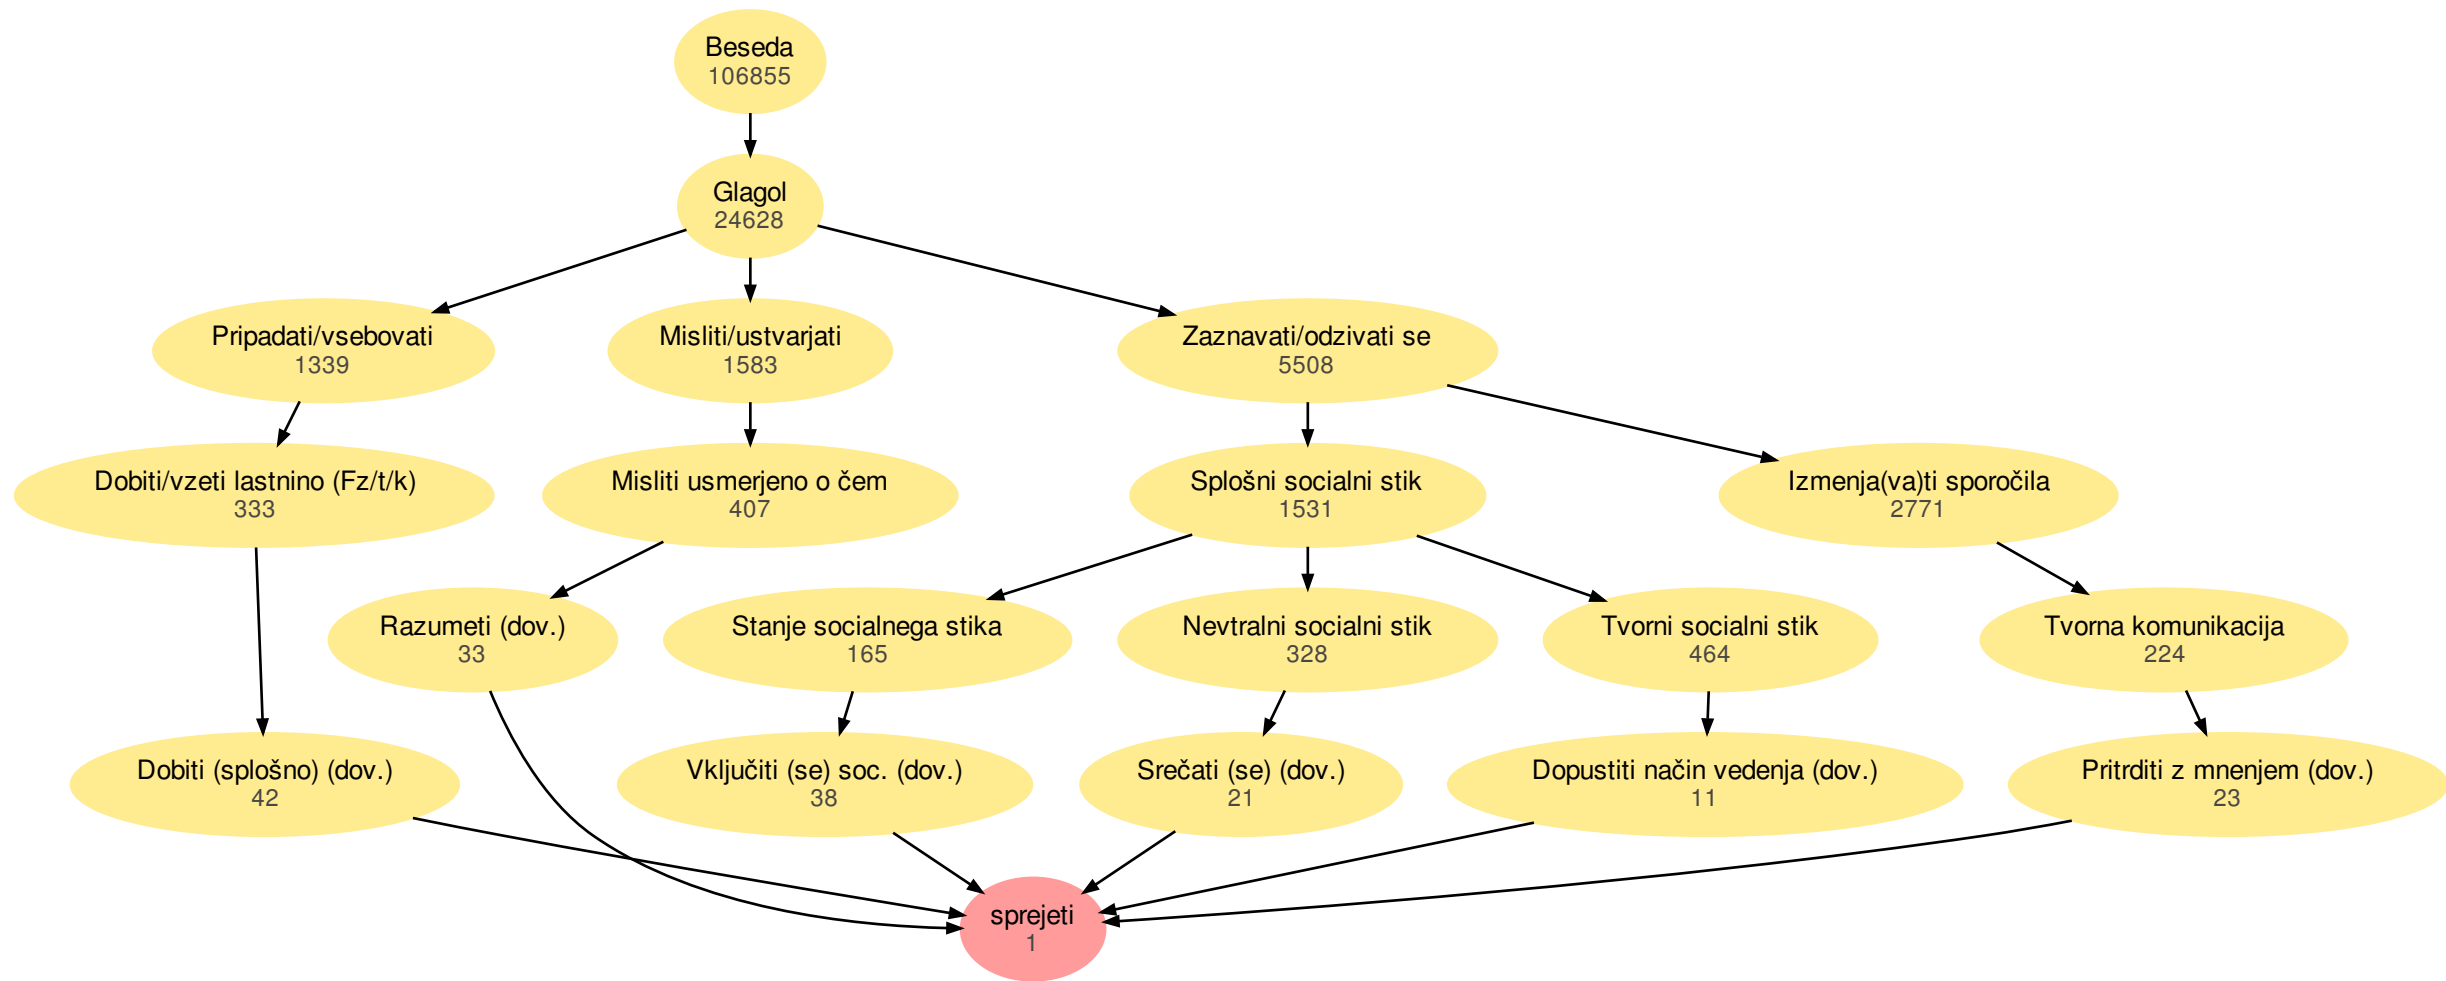 Beseda
106855
Glagol
24628
Pripadati/vsebovati
1339
Misliti/ustvarjati
1583
Zaznavati/odzivati se
5508
Dobiti/vzeti lastnino (Fz/t/k)
333
Misliti usmerjeno o čem
407
Splošni socialni stik
1531
Izmenja(va)ti sporočila
2771
Razumeti (dov.)
33
Stanje socialnega stika
165
Nevtralni socialni stik
328
Tvorni socialni stik
464
Tvorna komunikacija
224
Dobiti (splošno) (dov.)
42
Vključiti (se) soc. (dov.)
38
Srečati (se) (dov.)
21
Dopustiti način vedenja (dov.)
11
Pritrditi z mnenjem (dov.)
23
sprejeti
1